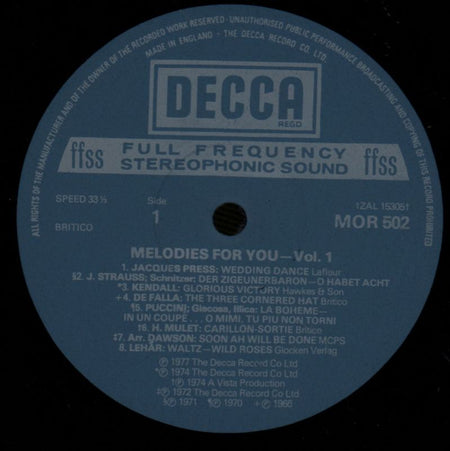 ALL RIGHTS OF THE MANUFACTURER AND OF THE OWNER OF THE RECORDED WORK RESERVED · UNAUTHORISED PUBLIC PERFORMANCE BROADCASTING AND COPYING OF THIS RECORD PROHIBITED
MADE IN ENGLAND · THE DECCA RECORD CO. LTD.
DECCA
REGD
ffss FULL FREQUENCY STEREOPHONIC SOUND ffss
SPEED 33⅓ Side 1 MOR 502
BRITICO
MELODIES FOR YOU—Vol. 1
1. JACQUES PRESS: WEDDING DANCE Lafleur
§2. J. STRAUSS: Schnitzer; DER ZIGEUNERBARON—O HABET ACHT
*3. KENDALL: GLORIOUS VICTORY Hawkes & Son
+4. DE FALLA: THE THREE CORNERED HAT Britico
¶5. PUCCINI; Giacosa, Illica: LA BOHEME—
IN UN COUPE . . . O MIMI, TU PIU NON TORNI
†6. H. MULET: CARILLON-SORTIE Britico
‡7. Arr. DAWSON: SOON AH WILL BE DONE MCPS
8. LEHÁR: WALTZ—WILD ROSES Glocken Verlag
℗ 1977 The Decca Record Co Ltd
*℗ 1974 The Decca Record Co Ltd
†℗ 1974 A Vista Production
‡℗ 1972 The Decca Record Co Ltd
§℗ 1971 ¶℗ 1970 +℗ 1966